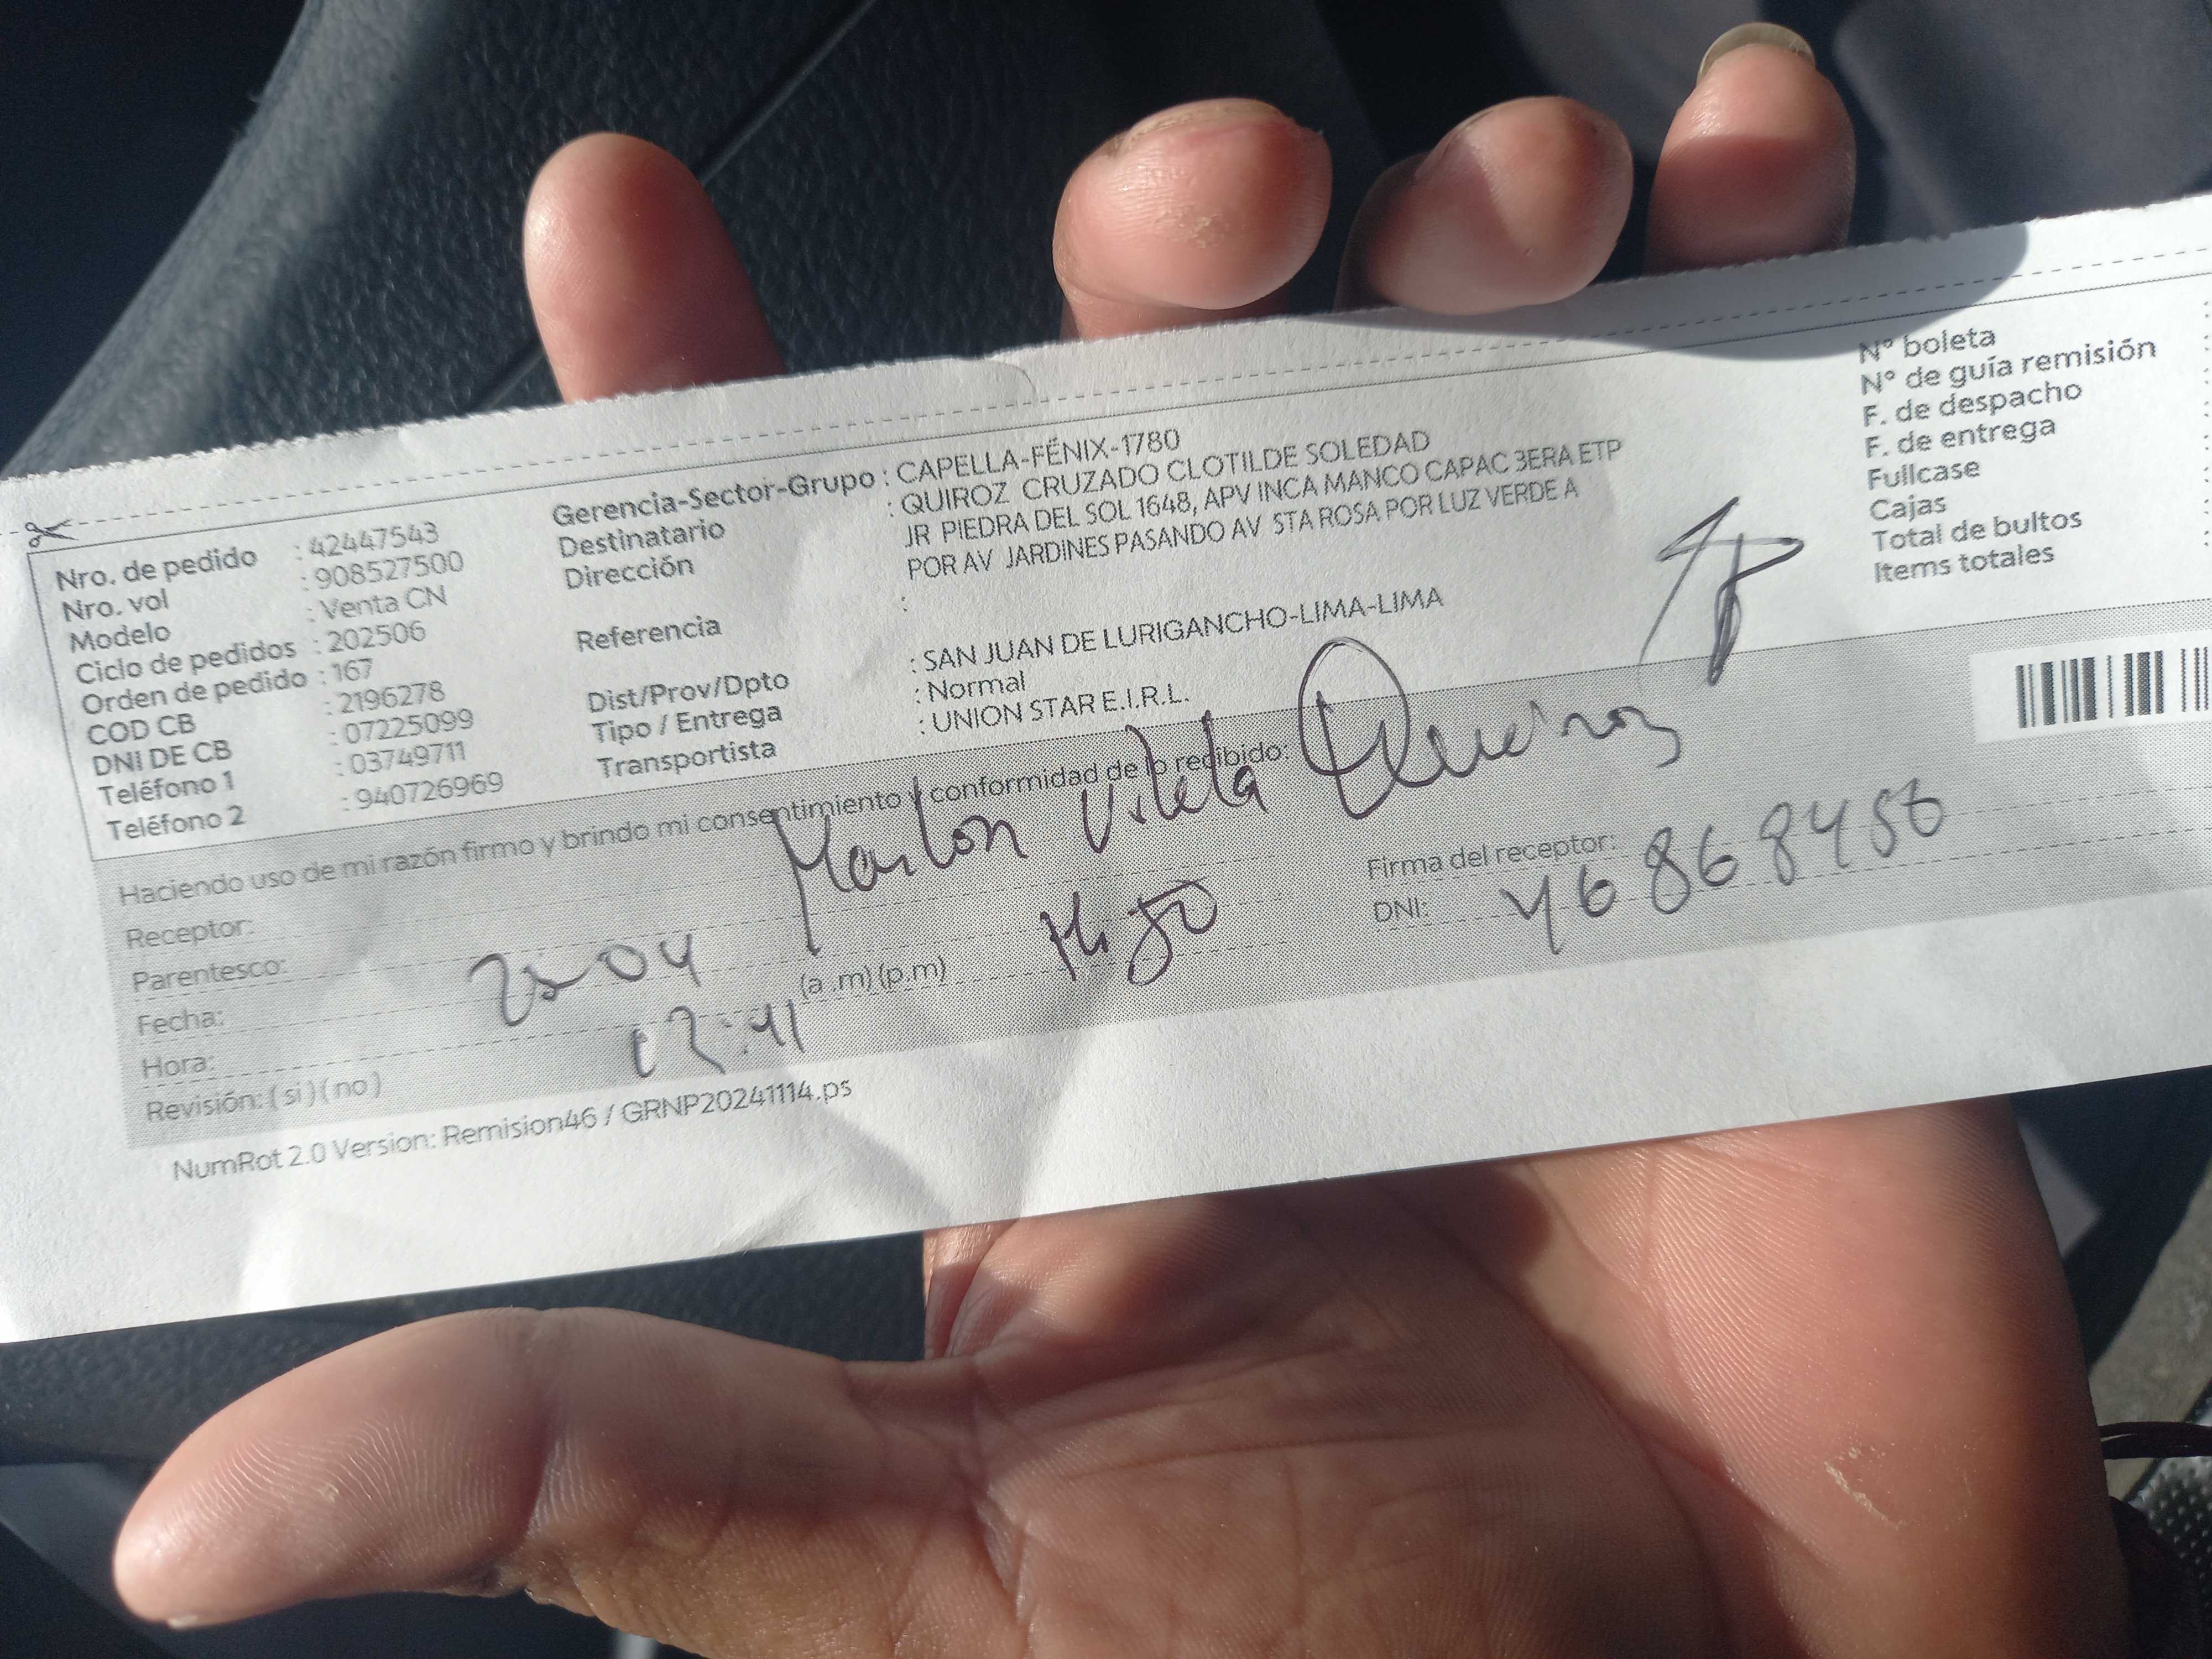 Nro. de pedido : 42447543
Nro. vol : 908527500
Modelo : Venta CN
Ciclo de pedidos : 202506
Orden de pedido : 167
COD CB : 2196278
DNI DE CB : 07225099
Teléfono 1 : 03749711
Teléfono 2 : 940726969
Gerencia-Sector-Grupo : CAPELLA-FÉNIX-1780
Destinatario : QUIROZ CRUZADO CLOTILDE SOLEDAD
Dirección JR PIEDRA DEL SOL 1648, APV INCA MANCO CAPAC 3ERA ETP
POR AV JARDINES PASANDO AV STA ROSA POR LUZ VERDE A
Referencia :
Dist/Prov/Dpto : SAN JUAN DE LURIGANCHO-LIMA-LIMA
Tipo / Entrega : Normal
Transportista : UNION STAR E.I.R.L.
N° boleta :
N° de guía remisión :
F. de despacho :
F. de entrega :
Fullcase :
Cajas
Total de bultos :
Items totales
Haciendo uso de mi razón firmo y brindo mi consentimiento y conformidad de lo recibido:
Receptor: Marlon Vilela
Parentesco: Hijo
Firma del receptor:
DNI: 468684
Fecha: 04
Hora: (a .m) (p.m)
Revisión: ( si ) ( no )
NumRot 2.0 Version: Remision46 / GRNP20241114.ps